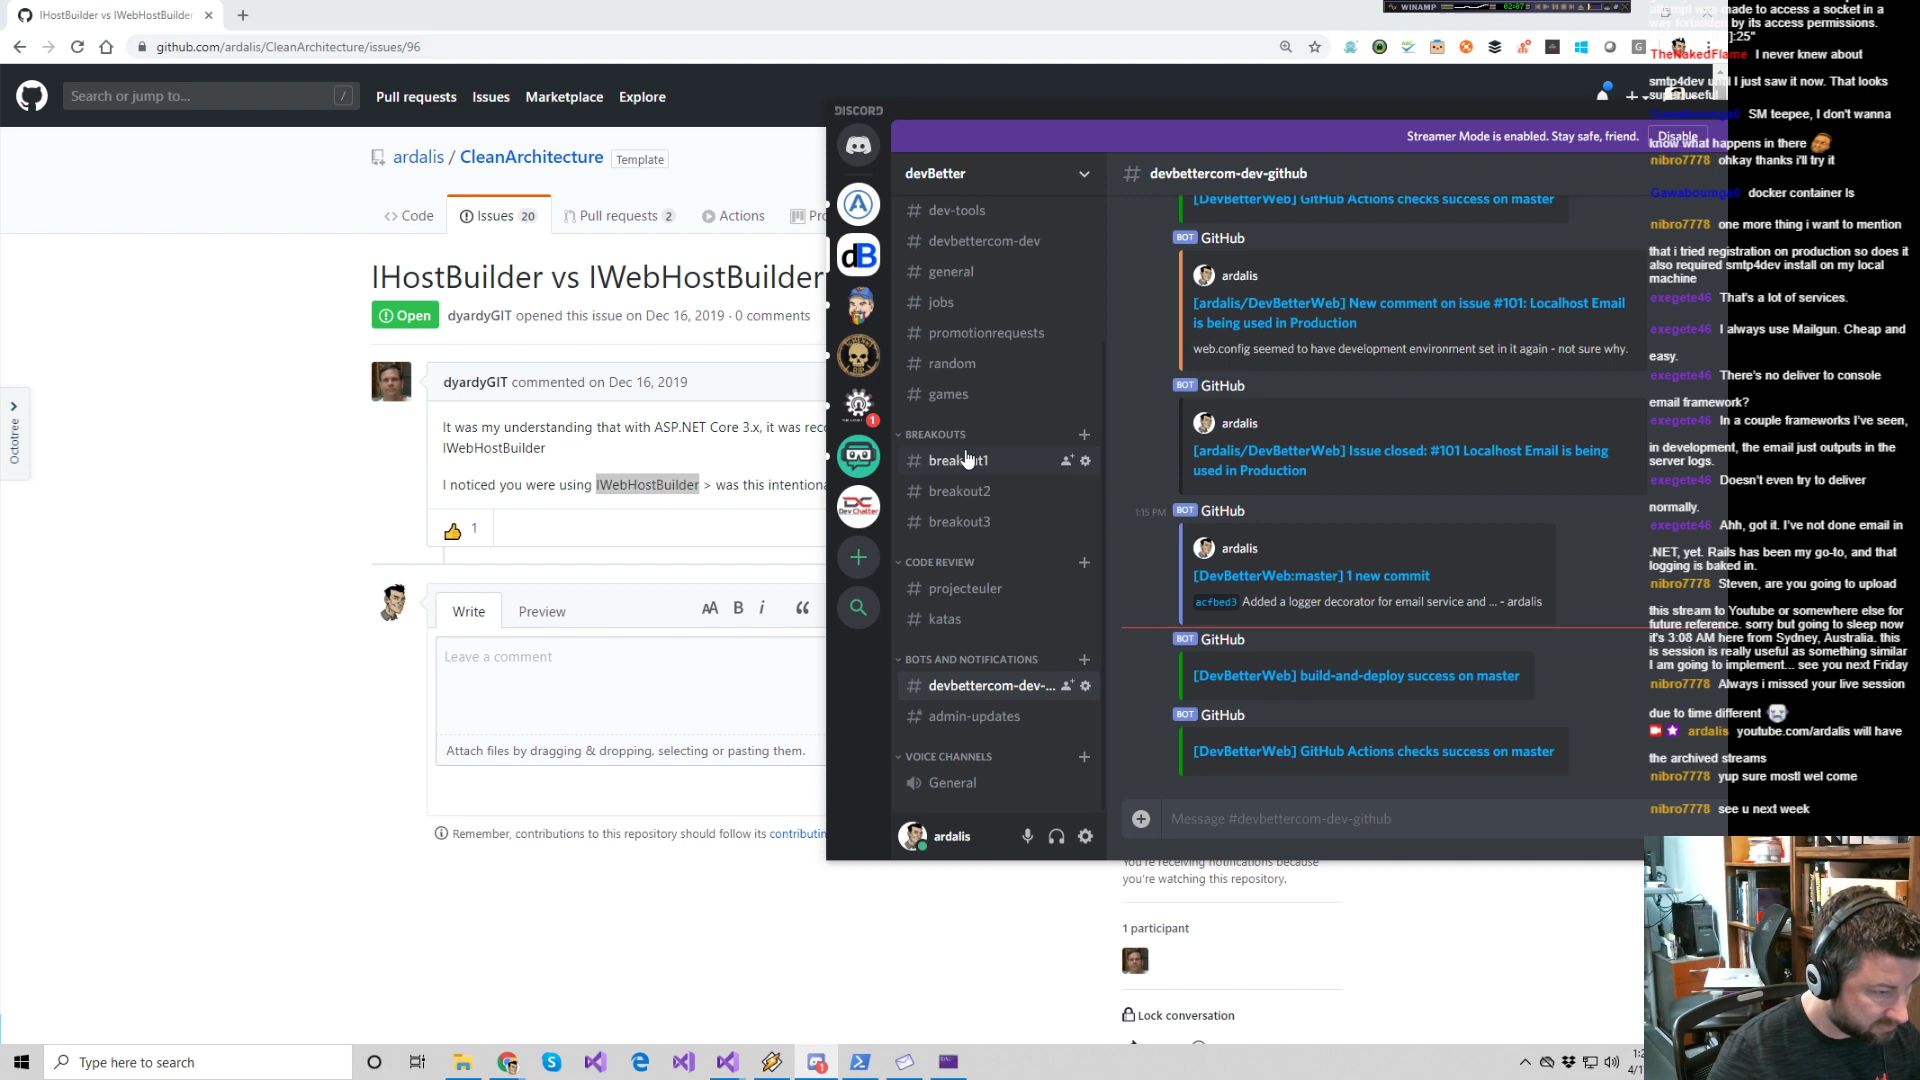 IHostBuilder vs IWebHostBuilder
WINAMP
github.com/ardalis/CleanArchitecture/issues/96
Search or jump to...
/
Pull requests
Issues
Marketplace
Explore
ardalis / CleanArchitecture
Template
Code
Issues 20
Pull requests 2
Actions
IHostBuilder vs IWebHostBuilder
Open
dyardyGIT opened this issue on Dec 16, 2019 · 0 comments
dyardyGIT commented on Dec 16, 2019
It was my understanding that with ASP.NET Core 3.x, it was
IWebHostBuilder
I noticed you were using IWebHostBuilder > was this
1
Octotree
Write
Preview
AA B i “
Leave a comment
Attach files by dragging & dropping, selecting or pasting them.
Remember, contributions to this repository should follow its
DISCORD
Streamer Mode is enabled. Stay safe, friend.
Disable
devBetter
# dev-tools
# devbettercom-dev
# general
# jobs
# promotionrequests
# random
# games
BREAKOUTS
# breakout1
# breakout2
# breakout3
CODE REVIEW
# projecteuler
# katas
BOTS AND NOTIFICATIONS
# devbettercom-dev-...
# admin-updates
VOICE CHANNELS
General
ardalis
dB
1
Dev Chatter
# devbettercom-dev-github
[DevBetterWeb] GitHub Actions checks success on master
BOT GitHub
ardalis
[ardalis/DevBetterWeb] New comment on issue #101: Localhost Email
is being used in Production
web.config seemed to have development environment set in it again - not sure why.
BOT GitHub
ardalis
[ardalis/DevBetterWeb] Issue closed: #101 Localhost Email is being
used in Production
1:15 PM BOT GitHub
ardalis
[DevBetterWeb:master] 1 new commit
acfbed3 Added a logger decorator for email service and ... - ardalis
BOT GitHub
[DevBetterWeb] build-and-deploy success on master
BOT GitHub
[DevBetterWeb] GitHub Actions checks success on master
Message #devbettercom-dev-github
You're receiving notifications because
you're watching this repository.
1 participant
Lock conversation
made to access a socket in a
by its access permissions.
]:25"
TheNakedFlame I never knew about
smtp4dev until I just saw it now. That looks
super useful
SM teepee, I don't wanna
know what happens in there
nibro7778 ohkay thanks i'll try it
docker container ls
nibro7778 one more thing i want to mention
that i tried registration on production so does it
also required smtp4dev install on my local
machine
exegete46 That's a lot of services.
exegete46 I always use Mailgun. Cheap and
easy.
exegete46 There's no deliver to console
email framework?
exegete46 In a couple frameworks I've seen,
in development, the email just outputs in the
server logs.
exegete46 Doesn't even try to deliver
normally.
exegete46 Ahh, got it. I've not done email in
.NET, yet. Rails has been my go-to, and that
logging is baked in.
nibro7778 Steven, are you going to upload
this stream to Youtube or somewhere else for
future reference. sorry but going to sleep now
it's 3:08 AM here from Sydney, Australia. this
is session is really useful as something similar
I am going to implement... see you next Friday
nibro7778 Always i missed your live session
due to time different
ardalis youtube.com/ardalis will have
the archived streams
nibro7778 yup sure mostl wel come
nibro7778 see u next week
Type here to search